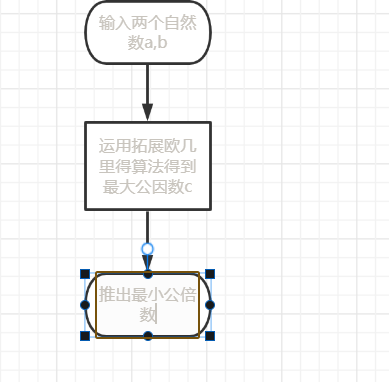 输入两个自然
数a,b
运用拓展欧几
里得算法得到
最大公因数c
推出最小公倍
数